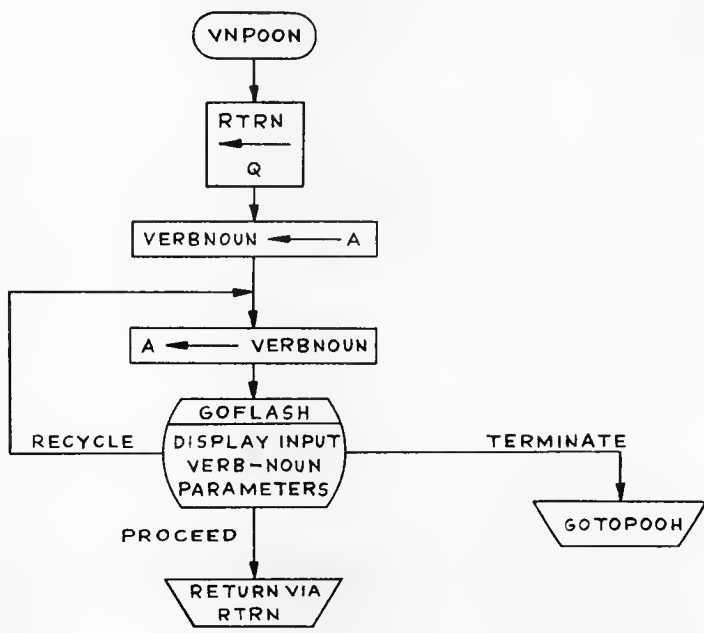 VNPOON
RTRN
Q
VERBNOUN A
A VERBNOUN
GOFLASH
DISPLAY INPUT
VERB-NOUN
PARAMETERS
RECYCLE
TERMINATE
GOTOPOOH
PROCEED
RETURN VIA
RTRN